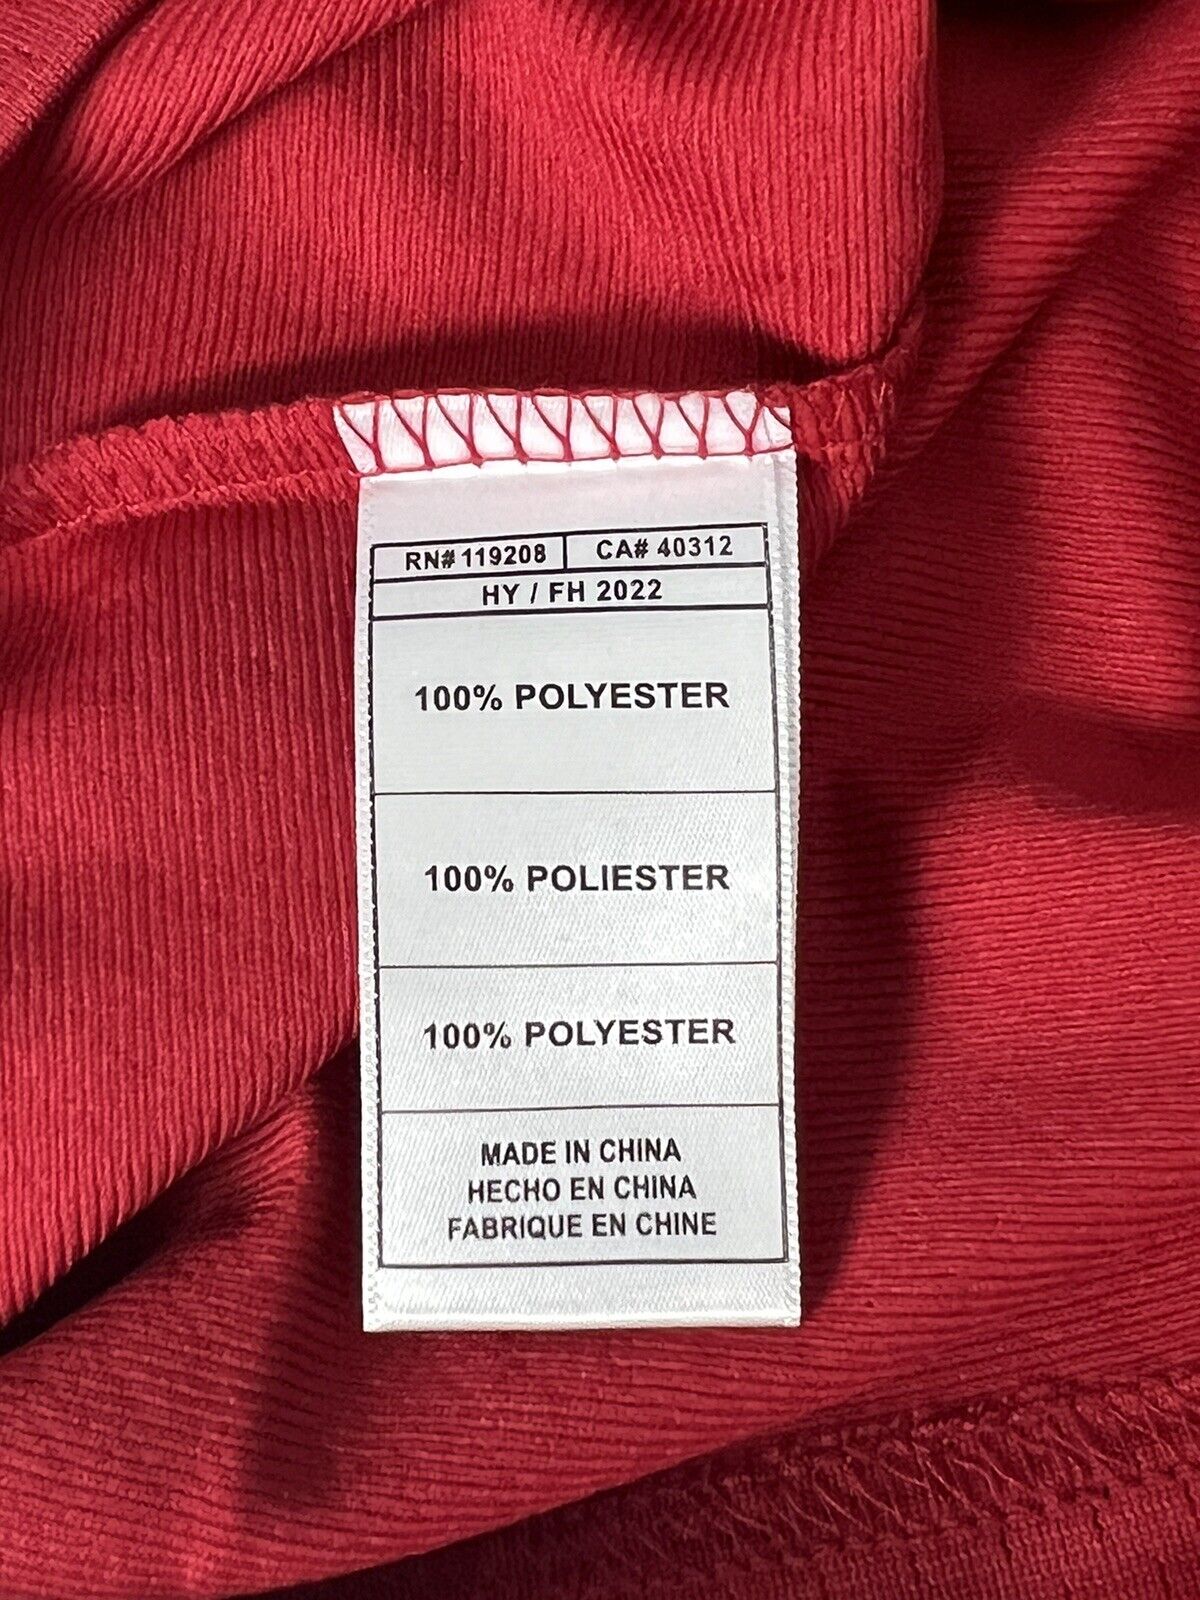 RN# 119208 CA# 40312
HY / FH 2022
100% POLYESTER
100% POLIESTER
100% POLYESTER
MADE IN CHINA
HECHO EN CHINA
FABRIQUE EN CHINE